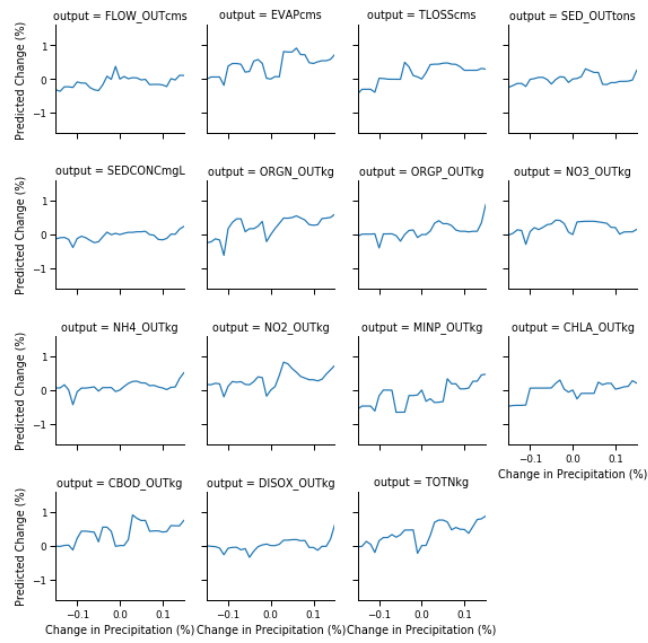 output = FLOW_OUTcms
output = EVAPcms
output = TLOSScms
output = SED_OUTtons
Predicted Change (%)
1
0
−1
output = SEDCONCmgL
output = ORGN_OUTkg
output = ORGP_OUTkg
output = NO3_OUTkg
Predicted Change (%)
1
0
−1
output = NH4_OUTkg
output = NO2_OUTkg
output = MINP_OUTkg
output = CHLA_OUTkg
Predicted Change (%)
1
0
−1
−0.1 0.0 0.1
Change in Precipitation (%)
output = CBOD_OUTkg
output = DISOX_OUTkg
output = TOTNkg
Predicted Change (%)
1
0
−1
−0.1 0.0 0.1
−0.1 0.0 0.1
−0.1 0.0 0.1
Change in Precipitation (%)
Change in Precipitation (%)
Change in Precipitation (%)